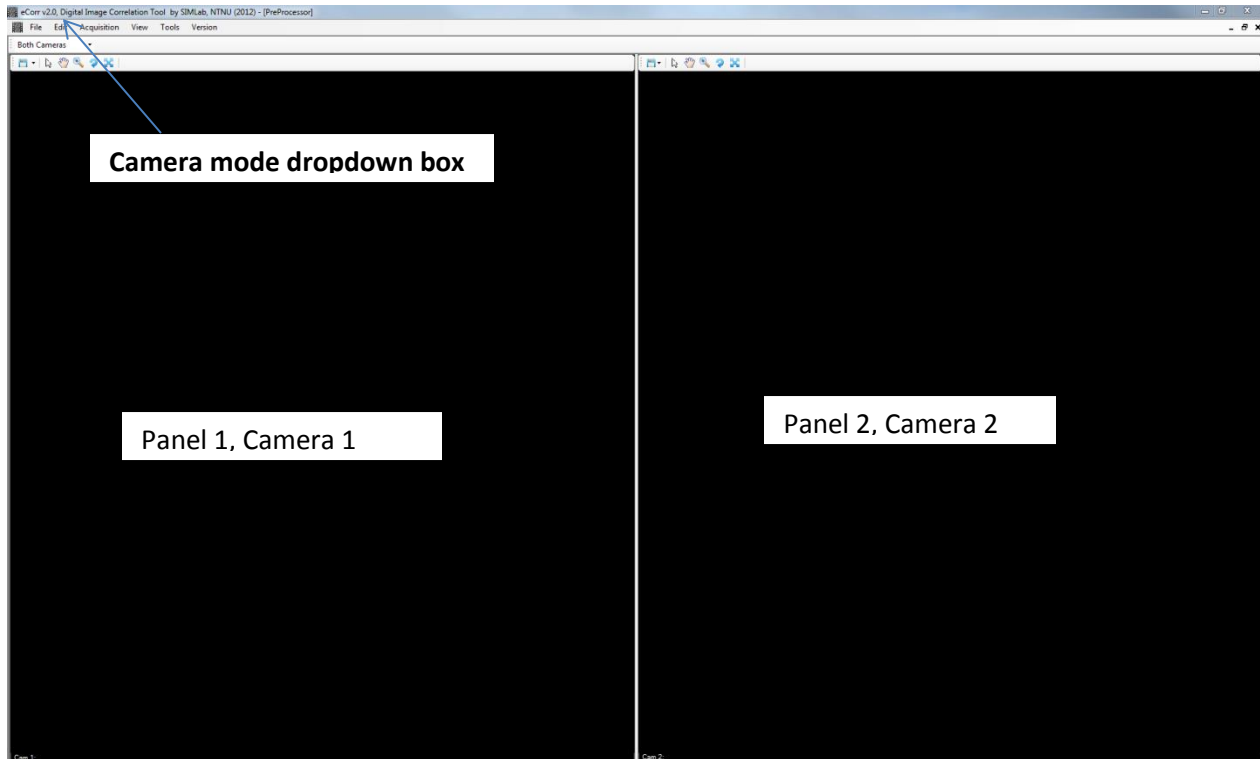 eCorr v2.0, Digital Image Correlation Tool by SIMLab, NTNU (2012) - [PreProcessor]
File Edit Acquisition View Tools Version
Both Cameras
Camera mode dropdown box
Panel 1, Camera 1
Panel 2, Camera 2
Cam 1:
Cam 2: